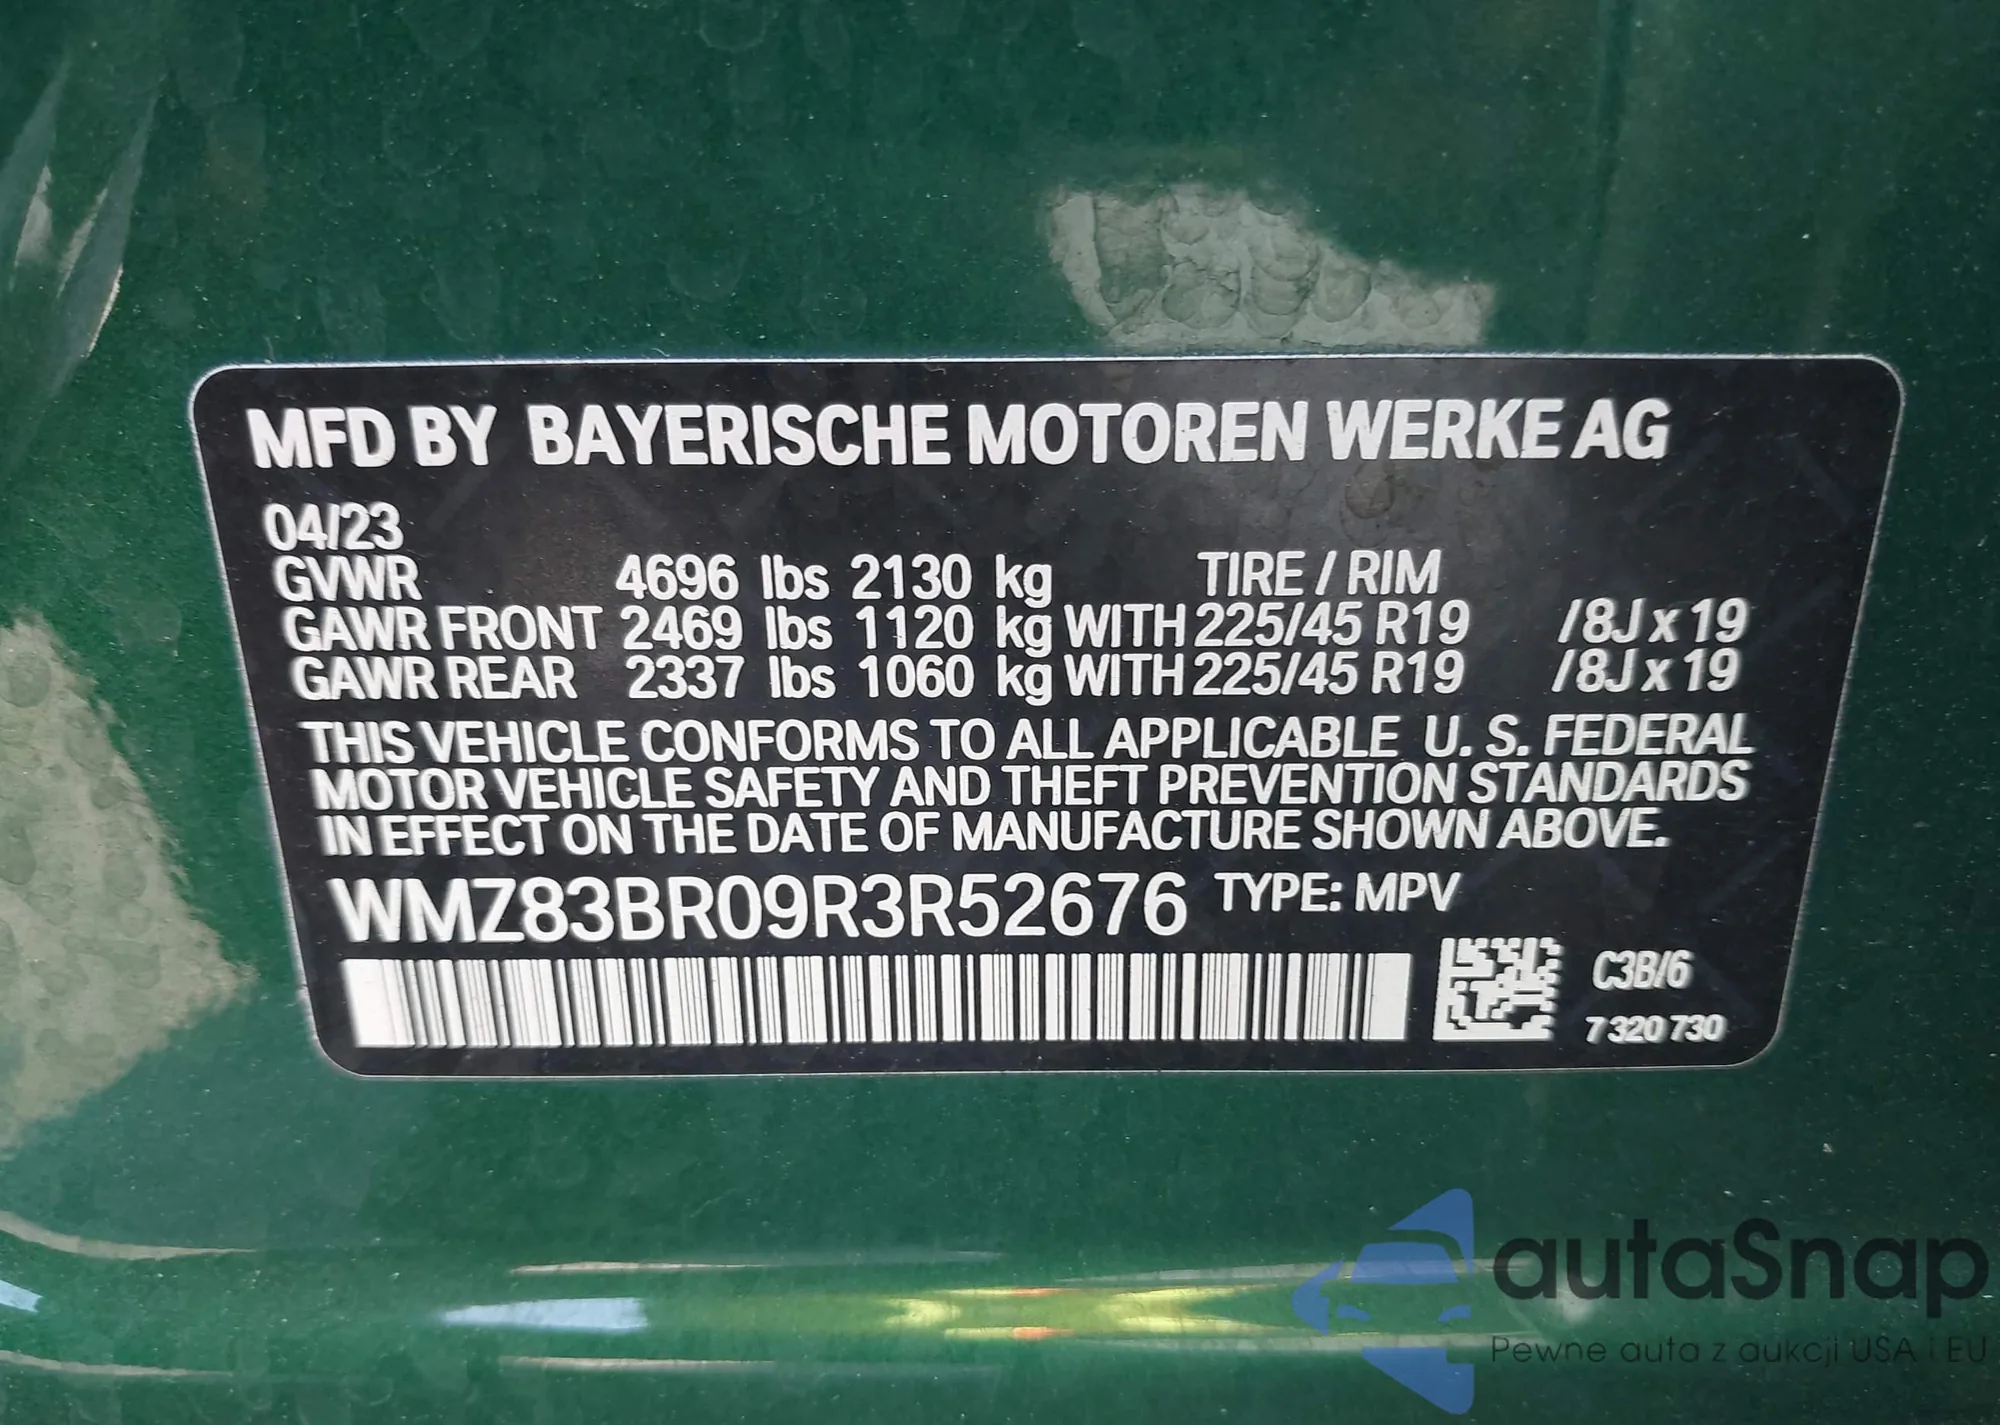 MFD BY BAYERISCHE MOTOREN WERKE AG
04/23
GVWR 4696 lbs 2130 kg TIRE / RIM
GAWR FRONT 2469 lbs 1120 kg WITH 225/45 R19 /8J x 19
GAWR REAR 2337 lbs 1060 kg WITH 225/45 R19 /8J x 19
THIS VEHICLE CONFORMS TO ALL APPLICABLE U. S. FEDERAL
MOTOR VEHICLE SAFETY AND THEFT PREVENTION STANDARDS
IN EFFECT ON THE DATE OF MANUFACTURE SHOWN ABOVE.
WMZ83BR09R3R52676 TYPE: MPV
C3B/6
7 320 730
autaSnap
Pewne auta z aukcji USA i EU